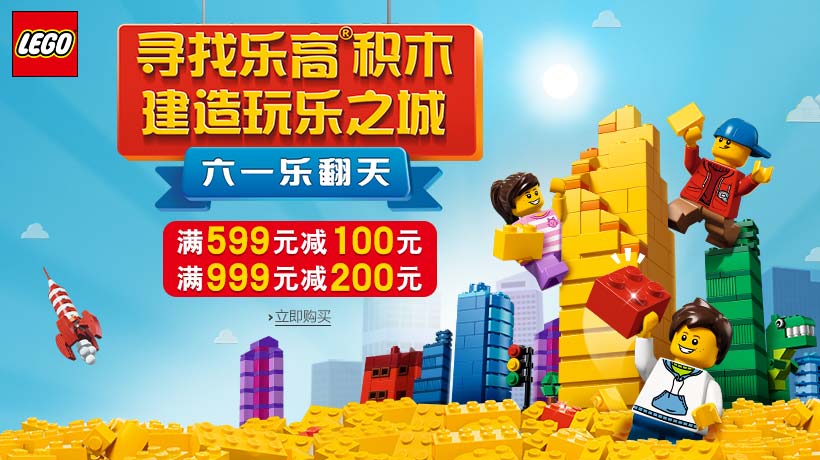 LEGO
寻找乐高®积木
建造玩乐之城
六一乐翻天
满599元减100元
满999元减200元
›立即购买